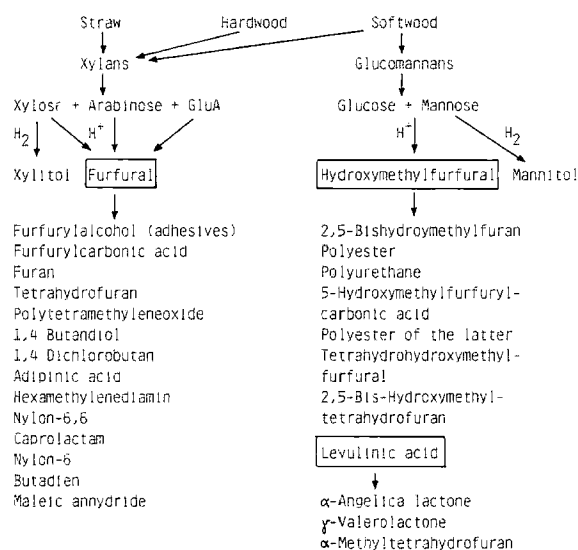 Straw Hardwood Softwood
Xylans Glucomannans
Xylose + Arabinose + GluA Glucose + Mannose
H2 H+ H+ H2
Xylitol Furfural Hydroxymethylfurfural Mannitol
Furfurylalcohol (adhesives)
Furfurylcarbonic acid
Furan
Tetrahydrofuran
Polytetramethyleneoxide
1,4 Butandiol
1,4 Dichlorobutan
Adipinic acid
Hexamethylenediamin
Nylon-6,6
Caprolactam
Nylon-6
Butadien
Maleic annydride
2,5-Bishydroymethylfuran
Polyester
Polyurethane
5-Hydroxymethylfurfuryl-
carbonic acid
Polyester of the latter
Tetrahydrohydroxymethyl-
furfural
2,5-Bis-Hydroxymethyl-
tetrahydrofuran
Levulinic acid
α-Angelica lactone
γ-Valerolactone
α-Methyltetrahydrofuran